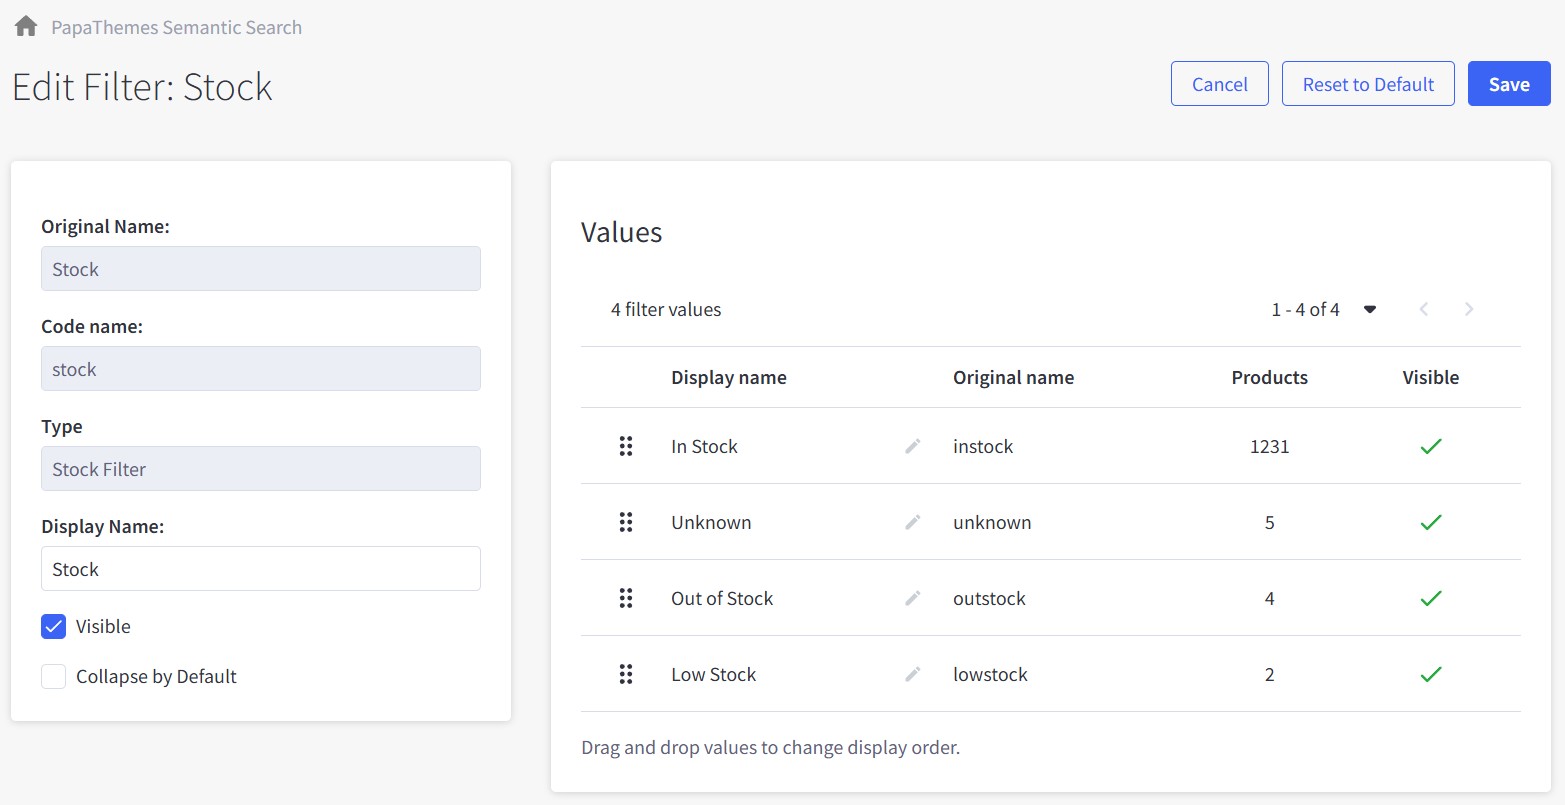 PapaThemes Semantic Search
Edit Filter: Stock
Cancel
Reset to Default
Save
Original Name:
Stock
Code name:
stock
Type
Stock Filter
Display Name:
Stock
Visible
Collapse by Default
Values
4 filter values
1 - 4 of 4
Display name Original name Products Visible
In Stock instock 1231
Unknown unknown 5
Out of Stock outstock 4
Low Stock lowstock 2
Drag and drop values to change display order.